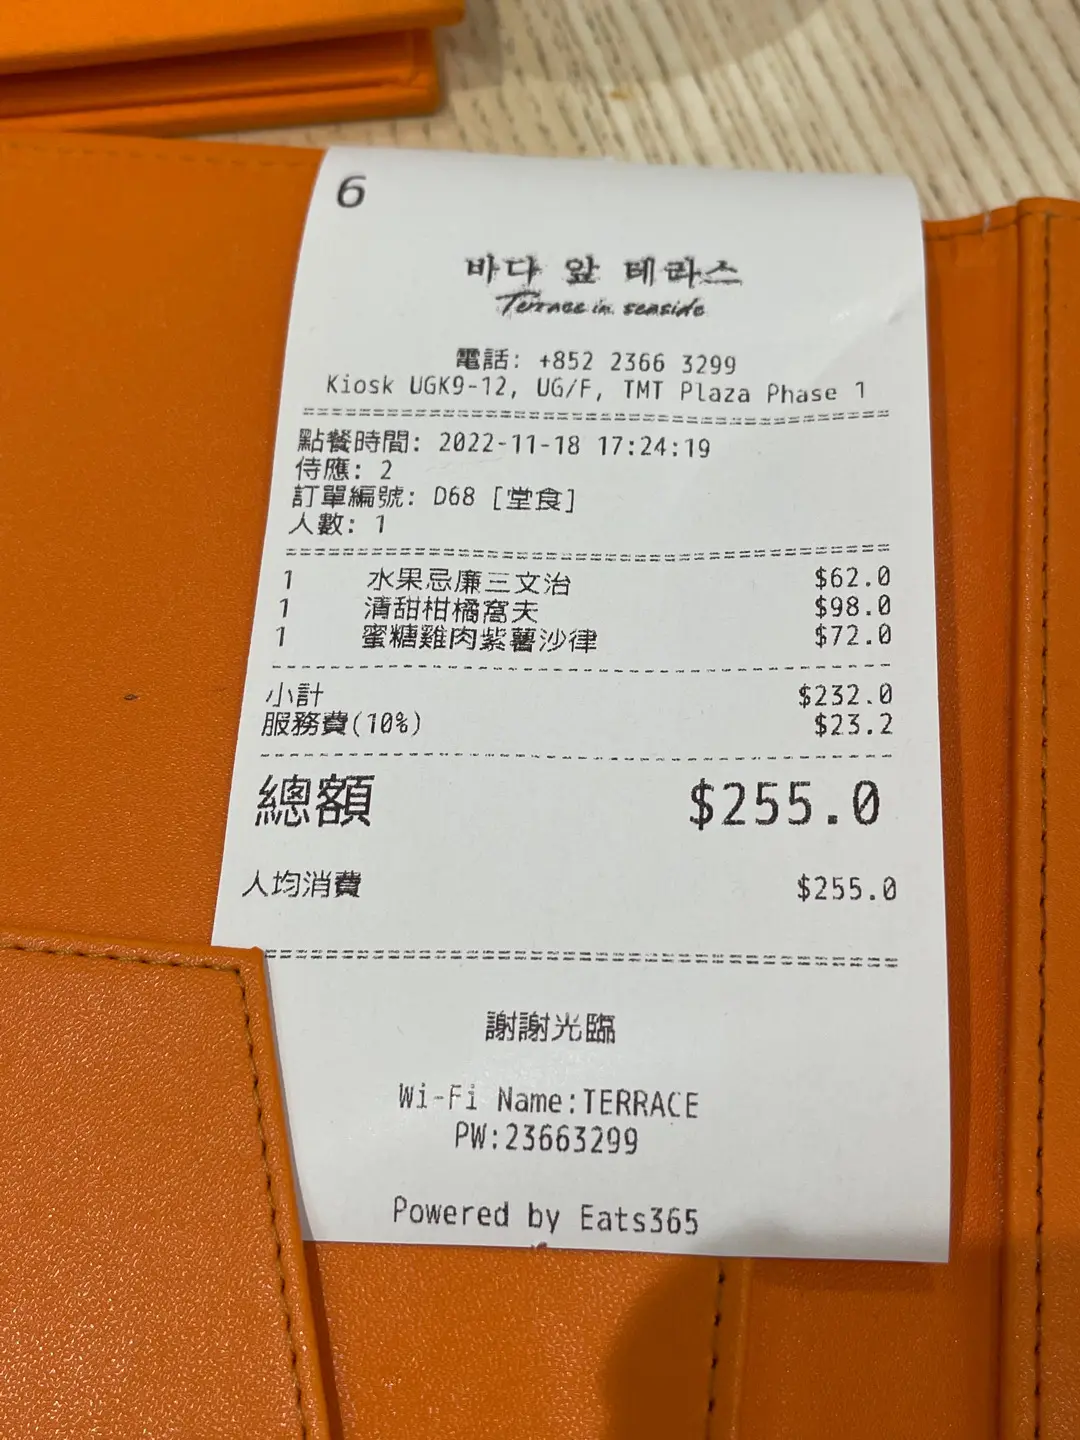 6
바다 앞 테라스
Terrace in seaside
電話: +852 2366 3299
Kiosk UGK9-12, UG/F, TMT Plaza Phase 1
點餐時間: 2022-11-18 17:24:19
侍應: 2
訂單編號: D68 [堂食]
人數: 1
1 水果忌廉三文治 $62.0
1 清甜柑橘窩夫 $98.0
1 蜜糖雞肉紫薯沙律 $72.0
小計 $232.0
服務費(10%) $23.2
總額 $255.0
人均消費 $255.0
謝謝光臨
Wi-Fi Name:TERRACE
PW:23663299
Powered by Eats365